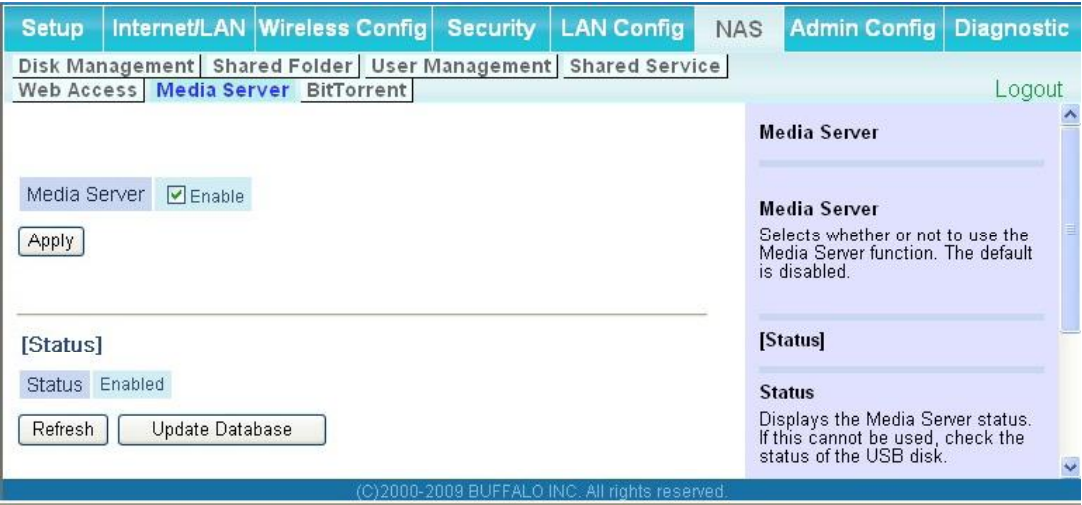 Setup Internet/LAN Wireless Config Security LAN Config NAS Admin Config Diagnostic
Disk Management Shared Folder User Management Shared Service
Web Access Media Server BitTorrent
Logout
Media Server Enable
Apply
[Status]
Status Enabled
Refresh Update Database
Media Server
Media Server
Selects whether or not to use the
Media Server function. The default
is disabled.
[Status]
Status
Displays the Media Server status.
If this cannot be used, check the
status of the USB disk.
(C)2000-2009 BUFFALO INC. All rights reserved.